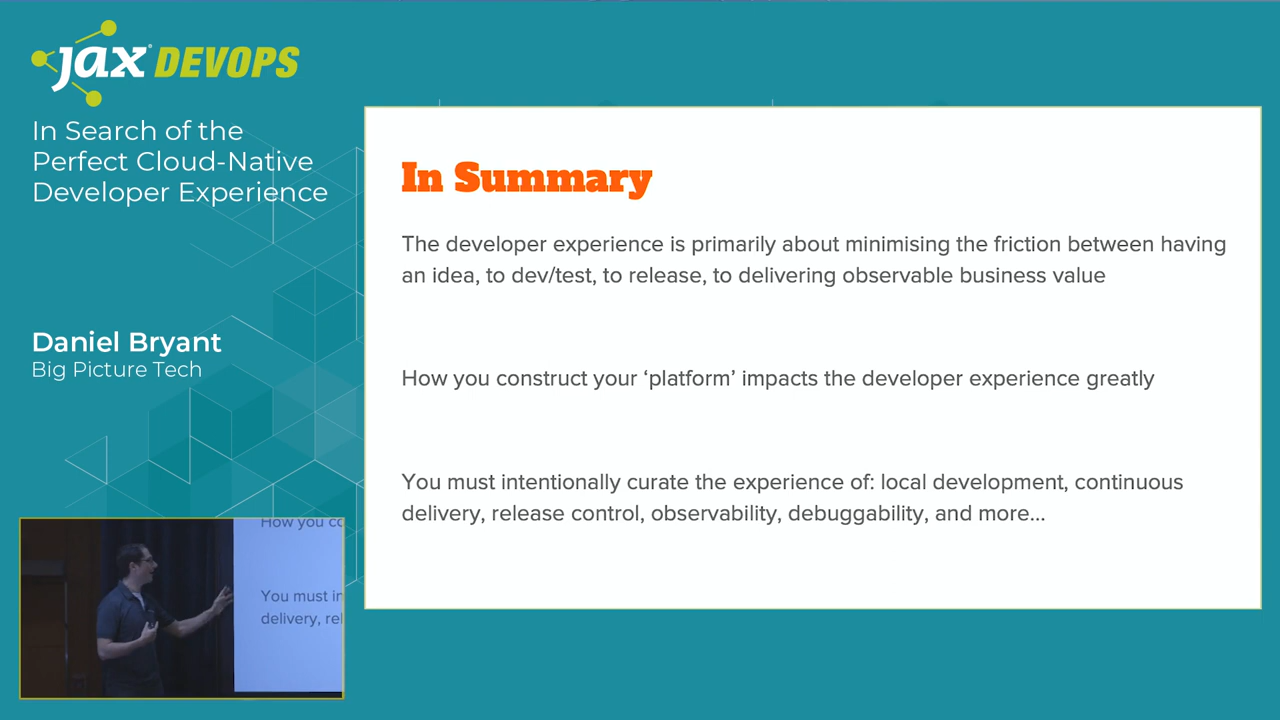 jax DEVOPS
In Search of the
Perfect Cloud-Native
Developer Experience
Daniel Bryant
Big Picture Tech
In Summary
The developer experience is primarily about minimising the friction between having
an idea, to dev/test, to release, to delivering observable business value
How you construct your ‘platform’ impacts the developer experience greatly
You must intentionally curate the experience of: local development, continuous
delivery, release control, observability, debuggability, and more...
How you co
You must in
delivery, rel